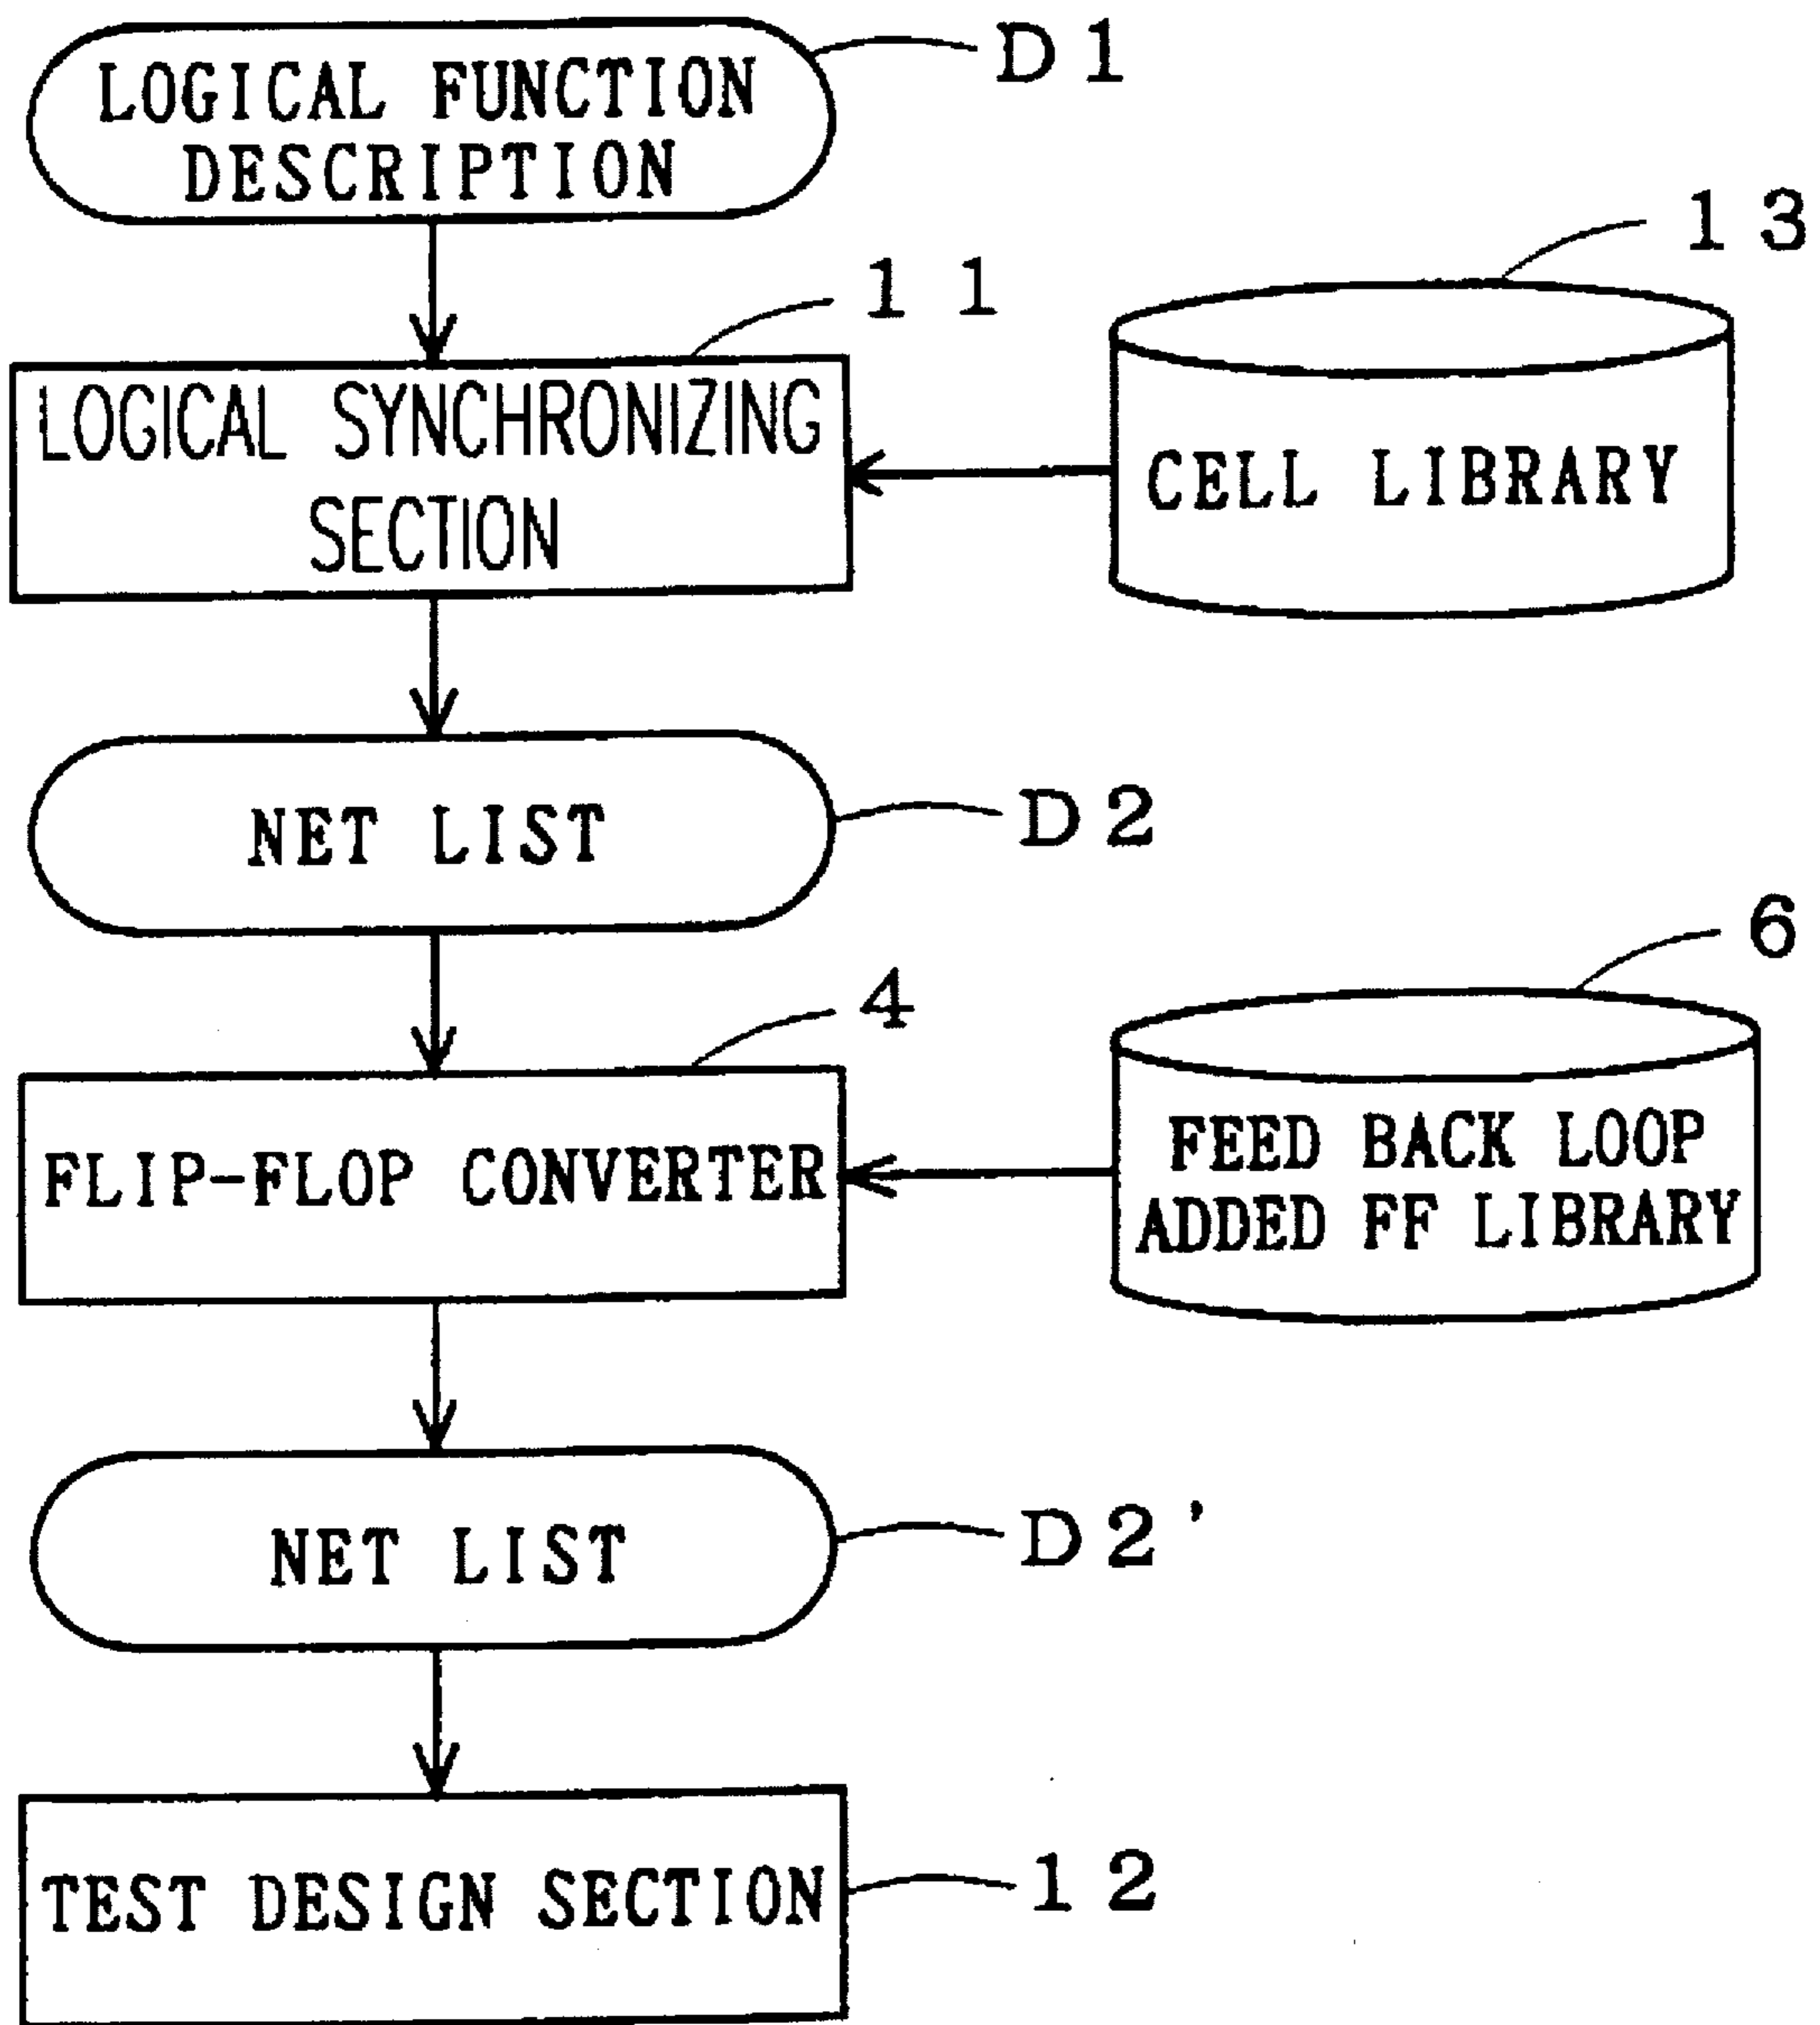 LOGICAL FUNCTION
DESCRIPTION
D1
11
13
LOGICAL SYNCHRONIZING
SECTION
CELL LIBRARY
NET LIST
D2
4
6
FLIP-FLOP CONVERTER
FEED BACK LOOP
ADDED FF LIBRARY
NET LIST
D2'
TEST DESIGN SECTION
12